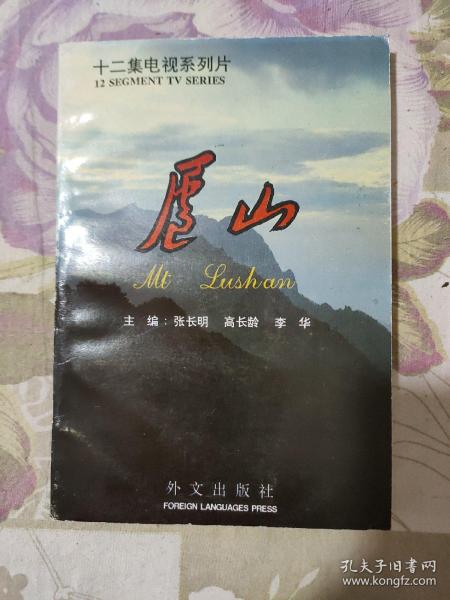 十二集电视系列片
12 SEGMENT TV SERIES
庐山
Mt Lushan
主 编：张长明 高长龄 李 华
外文出版社
FOREIGN LANGUAGES PRESS
孔夫子旧书网
www.kongfz.com